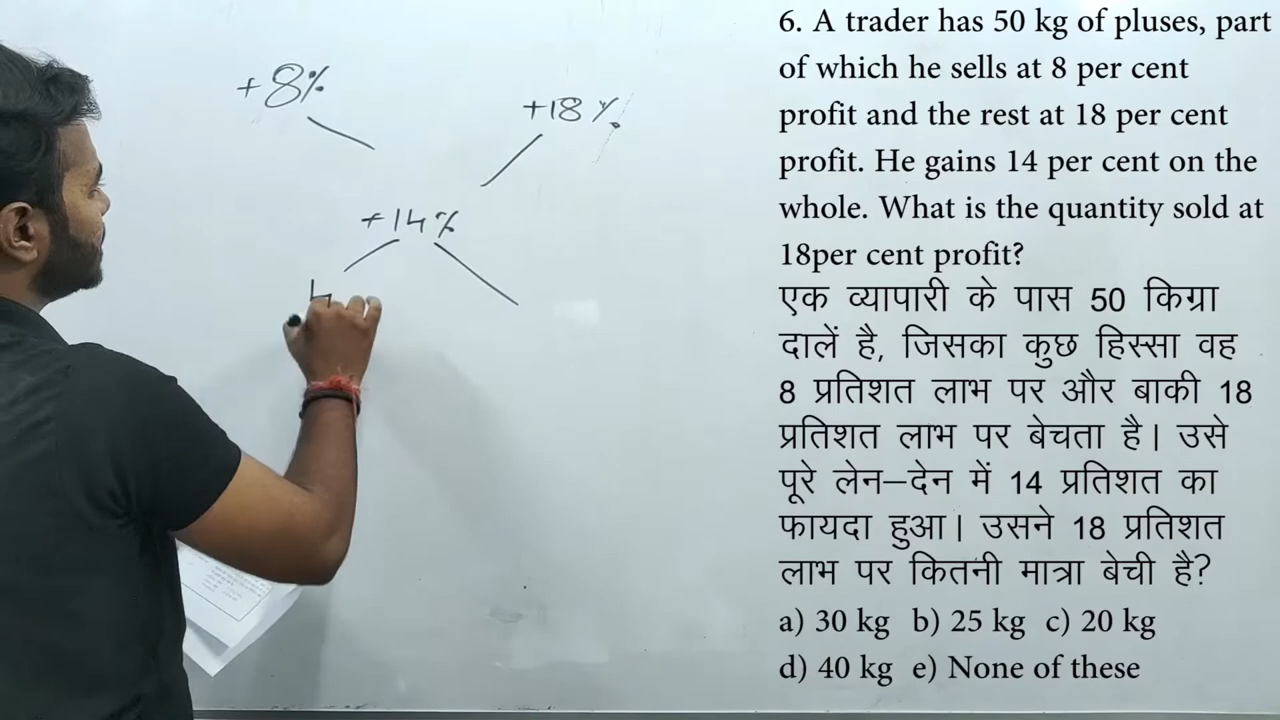 +8%
+18%
+14%
4
6. A trader has 50 kg of pluses, part
of which he sells at 8 per cent
profit and the rest at 18 per cent
profit. He gains 14 per cent on the
whole. What is the quantity sold at
18per cent profit?
एक व्यापारी के पास 50 किग्रा
दालें है, जिसका कुछ हिस्सा वह
8 प्रतिशत लाभ पर और बाकी 18
प्रतिशत लाभ पर बेचता है। उसे
पूरे लेन–देन में 14 प्रतिशत का
फायदा हुआ। उसने 18 प्रतिशत
लाभ पर कितनी मात्रा बेची है?
a) 30 kg b) 25 kg c) 20 kg
d) 40 kg e) None of these